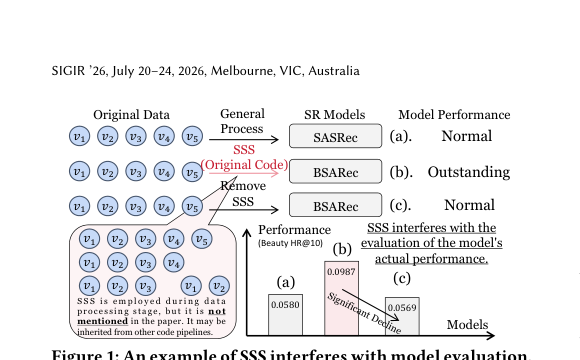 SIGIR ’26, July 20–24, 2026, Melbourne, VIC, Australia
Original Data General Process SR Models Model Performance
v1 v2 v3 v4 v5 SASRec (a). Normal
SSS (Original Code)
v1 v2 v3 v4 v5 BSARec (b). Outstanding
Remove SSS
v1 v2 v3 v4 v5 BSARec (c). Normal
v1 v2 v3 v4 v5
v1 v2 v3 v4
v1 v2 v3 v1 v2
SSS is employed during data
processing stage, but it is not
mentioned in the paper. It may be
inherited from other code pipelines.
Performance
(Beauty HR@10)
SSS interferes with the
evaluation of the model's
actual performance.
(a) (b) (c)
0.0580 0.0987 0.0569
Significant Decline
Models
Figure 1: An example of SSS interferes with model evaluation.